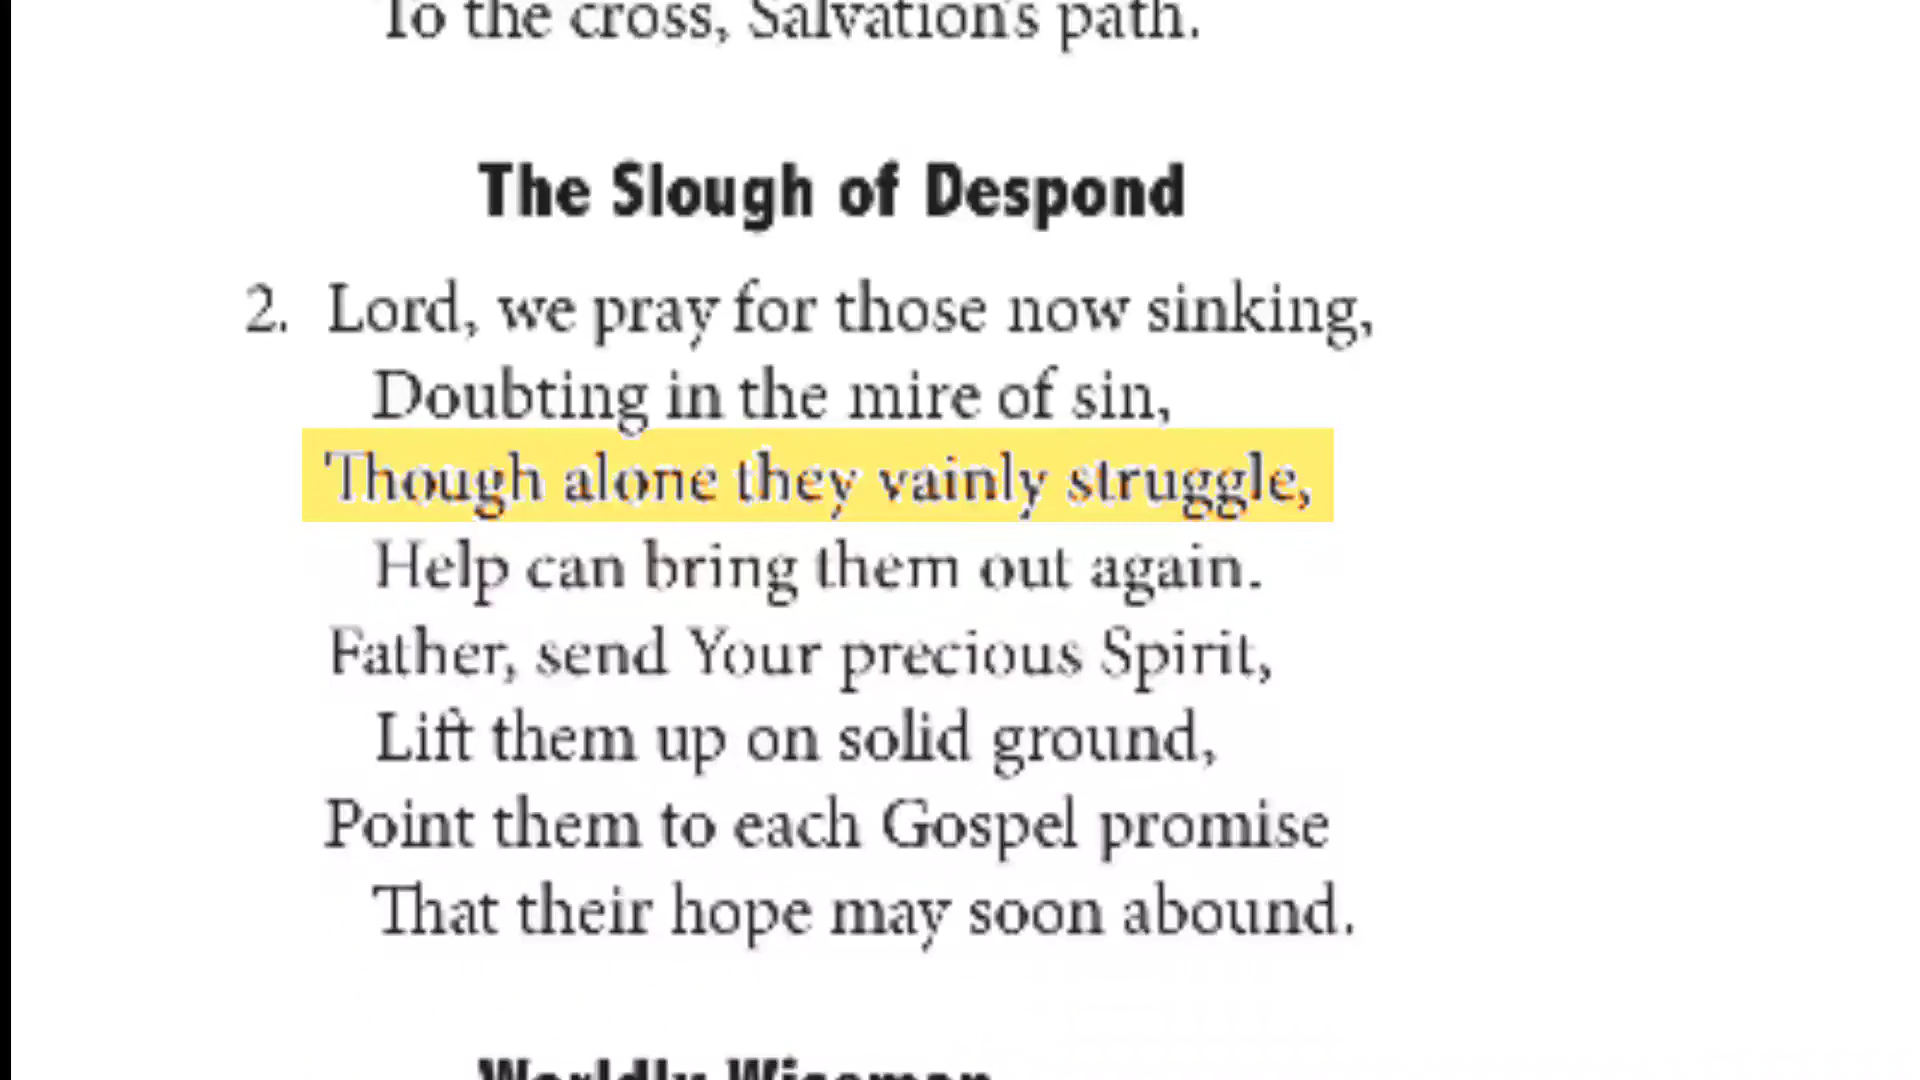 To the cross, Salvation's path.
The Slough of Despond
2. Lord, we pray for those now sinking,
Doubting in the mire of sin,
Though alone they vainly struggle,
Help can bring them out again.
Father, send Your precious Spirit,
Lift them up on solid ground,
Point them to each Gospel promise
That their hope may soon abound.
Worldly Wiseman